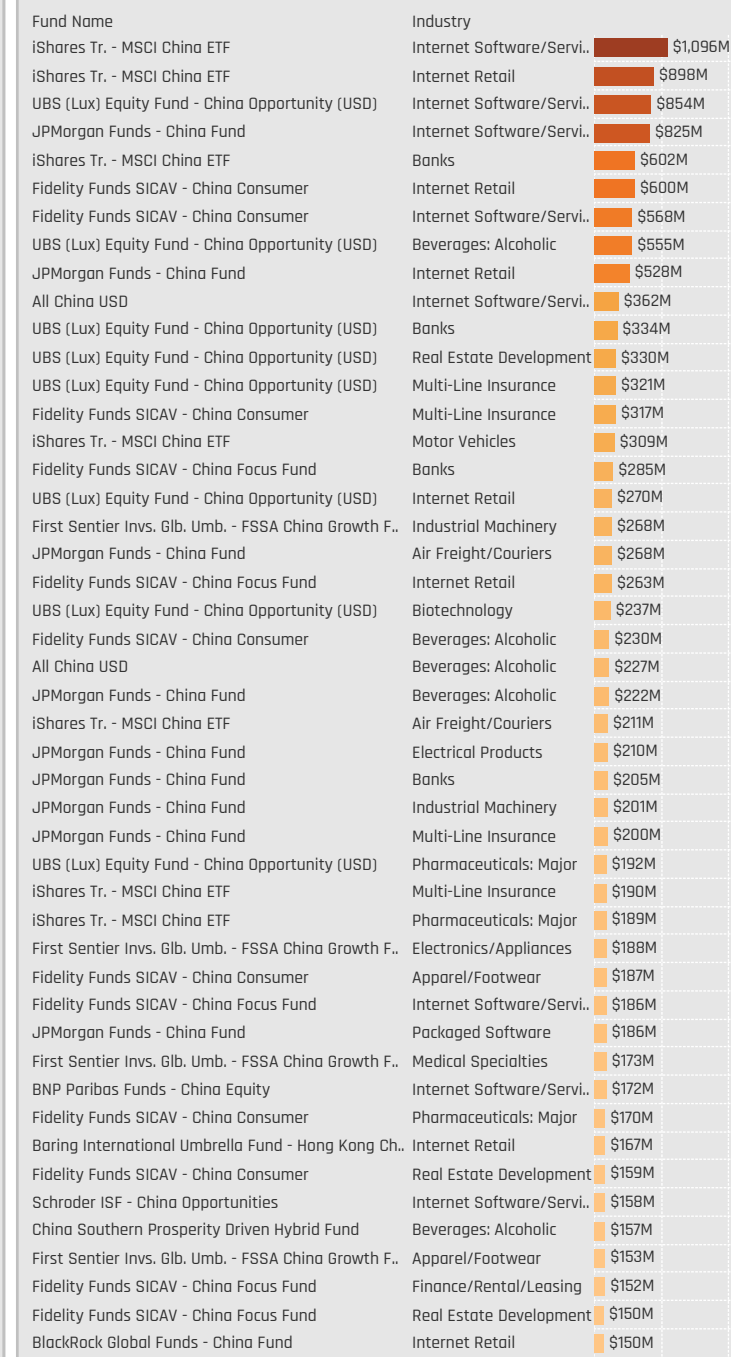 Fund Name Industry
iShares Tr. - MSCI China ETF Internet Software/Servi.. $1,096M
iShares Tr. - MSCI China ETF Internet Retail $898M
UBS (Lux) Equity Fund - China Opportunity (USD) Internet Software/Servi.. $854M
JPMorgan Funds - China Fund Internet Software/Servi.. $825M
iShares Tr. - MSCI China ETF Banks $602M
Fidelity Funds SICAV - China Consumer Internet Retail $600M
Fidelity Funds SICAV - China Consumer Internet Software/Servi.. $568M
UBS (Lux) Equity Fund - China Opportunity (USD) Beverages: Alcoholic $555M
JPMorgan Funds - China Fund Internet Retail $528M
All China USD Internet Software/Servi.. $362M
UBS (Lux) Equity Fund - China Opportunity (USD) Banks $334M
UBS (Lux) Equity Fund - China Opportunity (USD) Real Estate Development $330M
UBS (Lux) Equity Fund - China Opportunity (USD) Multi-Line Insurance $321M
Fidelity Funds SICAV - China Consumer Multi-Line Insurance $317M
iShares Tr. - MSCI China ETF Motor Vehicles $309M
Fidelity Funds SICAV - China Focus Fund Banks $285M
UBS (Lux) Equity Fund - China Opportunity (USD) Internet Retail $270M
First Sentier Invs. Glb. Umb. - FSSA China Growth F.. Industrial Machinery $268M
JPMorgan Funds - China Fund Air Freight/Couriers $268M
Fidelity Funds SICAV - China Focus Fund Internet Retail $263M
UBS (Lux) Equity Fund - China Opportunity (USD) Biotechnology $237M
Fidelity Funds SICAV - China Consumer Beverages: Alcoholic $230M
All China USD Beverages: Alcoholic $227M
JPMorgan Funds - China Fund Beverages: Alcoholic $222M
iShares Tr. - MSCI China ETF Air Freight/Couriers $211M
JPMorgan Funds - China Fund Electrical Products $210M
JPMorgan Funds - China Fund Banks $205M
JPMorgan Funds - China Fund Industrial Machinery $201M
JPMorgan Funds - China Fund Multi-Line Insurance $200M
UBS (Lux) Equity Fund - China Opportunity (USD) Pharmaceuticals: Major $192M
iShares Tr. - MSCI China ETF Multi-Line Insurance $190M
iShares Tr. - MSCI China ETF Pharmaceuticals: Major $189M
First Sentier Invs. Glb. Umb. - FSSA China Growth F.. Electronics/Appliances $188M
Fidelity Funds SICAV - China Consumer Apparel/Footwear $187M
Fidelity Funds SICAV - China Focus Fund Internet Software/Servi.. $186M
JPMorgan Funds - China Fund Packaged Software $186M
First Sentier Invs. Glb. Umb. - FSSA China Growth F.. Medical Specialties $173M
BNP Paribas Funds - China Equity Internet Software/Servi.. $172M
Fidelity Funds SICAV - China Consumer Pharmaceuticals: Major $170M
Baring International Umbrella Fund - Hong Kong Ch.. Internet Retail $167M
Fidelity Funds SICAV - China Consumer Real Estate Development $159M
Schroder ISF - China Opportunities Internet Software/Servi.. $158M
China Southern Prosperity Driven Hybrid Fund Beverages: Alcoholic $157M
First Sentier Invs. Glb. Umb. - FSSA China Growth F.. Apparel/Footwear $153M
Fidelity Funds SICAV - China Focus Fund Finance/Rental/Leasing $152M
Fidelity Funds SICAV - China Focus Fund Real Estate Development $150M
BlackRock Global Funds - China Fund Internet Retail $150M